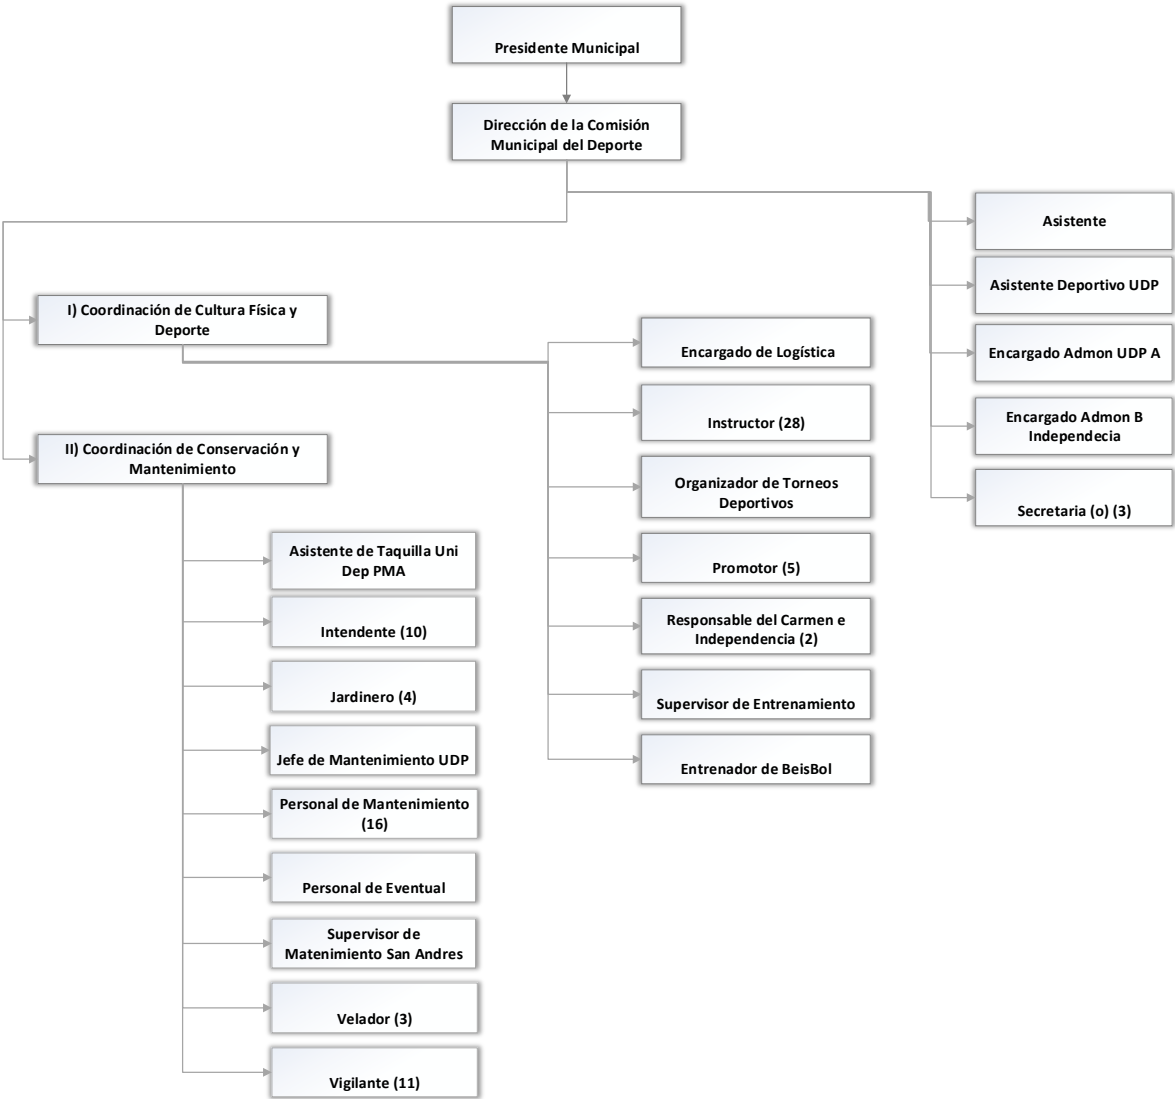 Presidente Municipal
Dirección de la Comisión
Municipal del Deporte
Asistente
Asistente Deportivo UDP
Encargado Admon UDP A
Encargado Admon B
Independecia
Secretaria (o) (3)
I) Coordinación de Cultura Física y
Deporte
Encargado de Logística
Instructor (28)
Organizador de Torneos
Deportivos
Promotor (5)
Responsable del Carmen e
Independencia (2)
Supervisor de Entrenamiento
Entrenador de BeisBol
II) Coordinación de Conservación y
Mantenimiento
Asistente de Taquilla Uni
Dep PMA
Intendente (10)
Jardinero (4)
Jefe de Mantenimiento UDP
Personal de Mantenimiento
(16)
Personal de Eventual
Supervisor de
Matenimiento San Andres
Velador (3)
Vigilante (11)